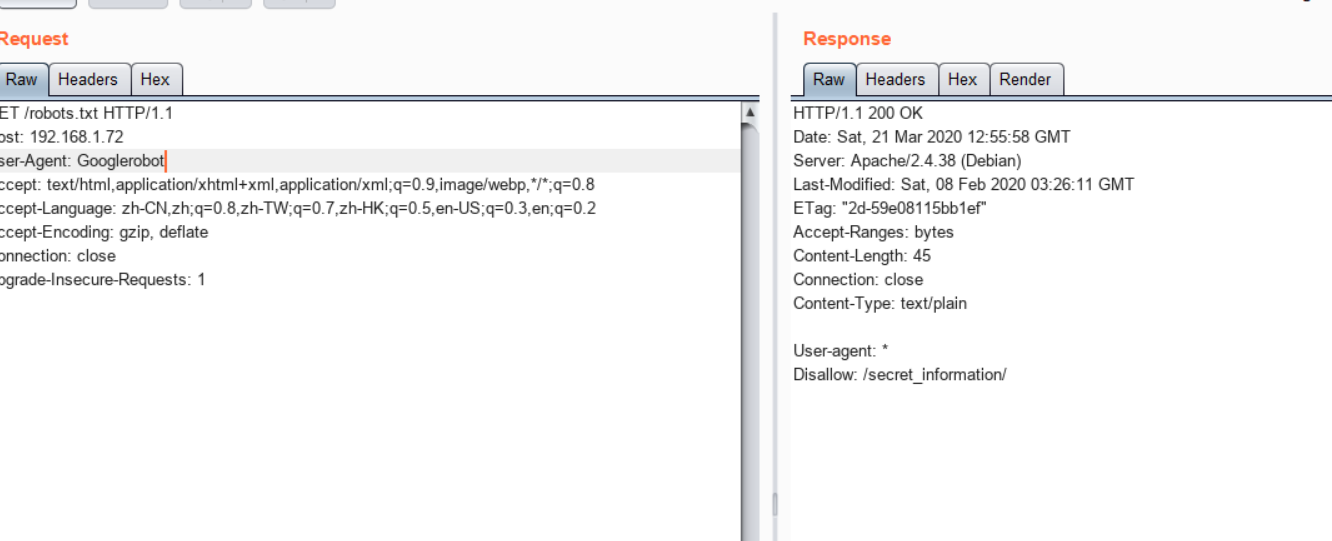 Request
Response
Raw
Headers
Hex
Raw
Headers
Hex
Render
ET /robots.txt HTTP/1.1
ost: 192.168.1.72
ser-Agent: Googlerobot
ccept: text/html,application/xhtml+xml,application/xml;q=0.9,image/webp,*/*;q=0.8
ccept-Language: zh-CN,zh;q=0.8,zh-TW;q=0.7,zh-HK;q=0.5,en-US;q=0.3,en;q=0.2
ccept-Encoding: gzip, deflate
onnection: close
pgrade-Insecure-Requests: 1
HTTP/1.1 200 OK
Date: Sat, 21 Mar 2020 12:55:58 GMT
Server: Apache/2.4.38 (Debian)
Last-Modified: Sat, 08 Feb 2020 03:26:11 GMT
ETag: "2d-59e08115bb1ef"
Accept-Ranges: bytes
Content-Length: 45
Connection: close
Content-Type: text/plain
User-agent: *
Disallow: /secret_information/